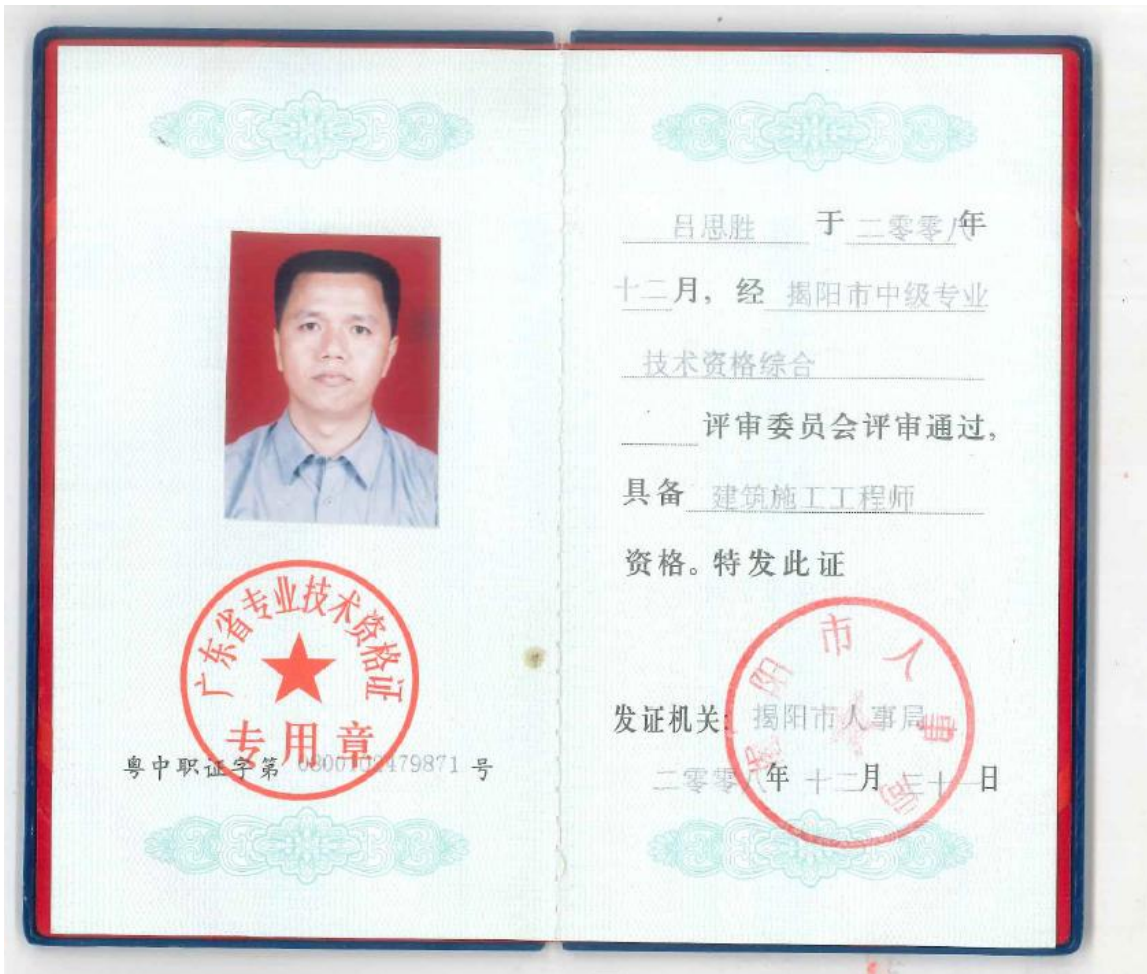 广东省专业技术资格证
专用章
粤中职证字第 号
吕思胜 于 二零零八年
十二月，经 揭阳市中级专业
技术资格综合
评审委员会评审通过，
具备 建筑施工工程师
资格。特发此证
揭阳市人事局
发证机关: 揭阳市人事局
二零零八年 十二月 三十一日